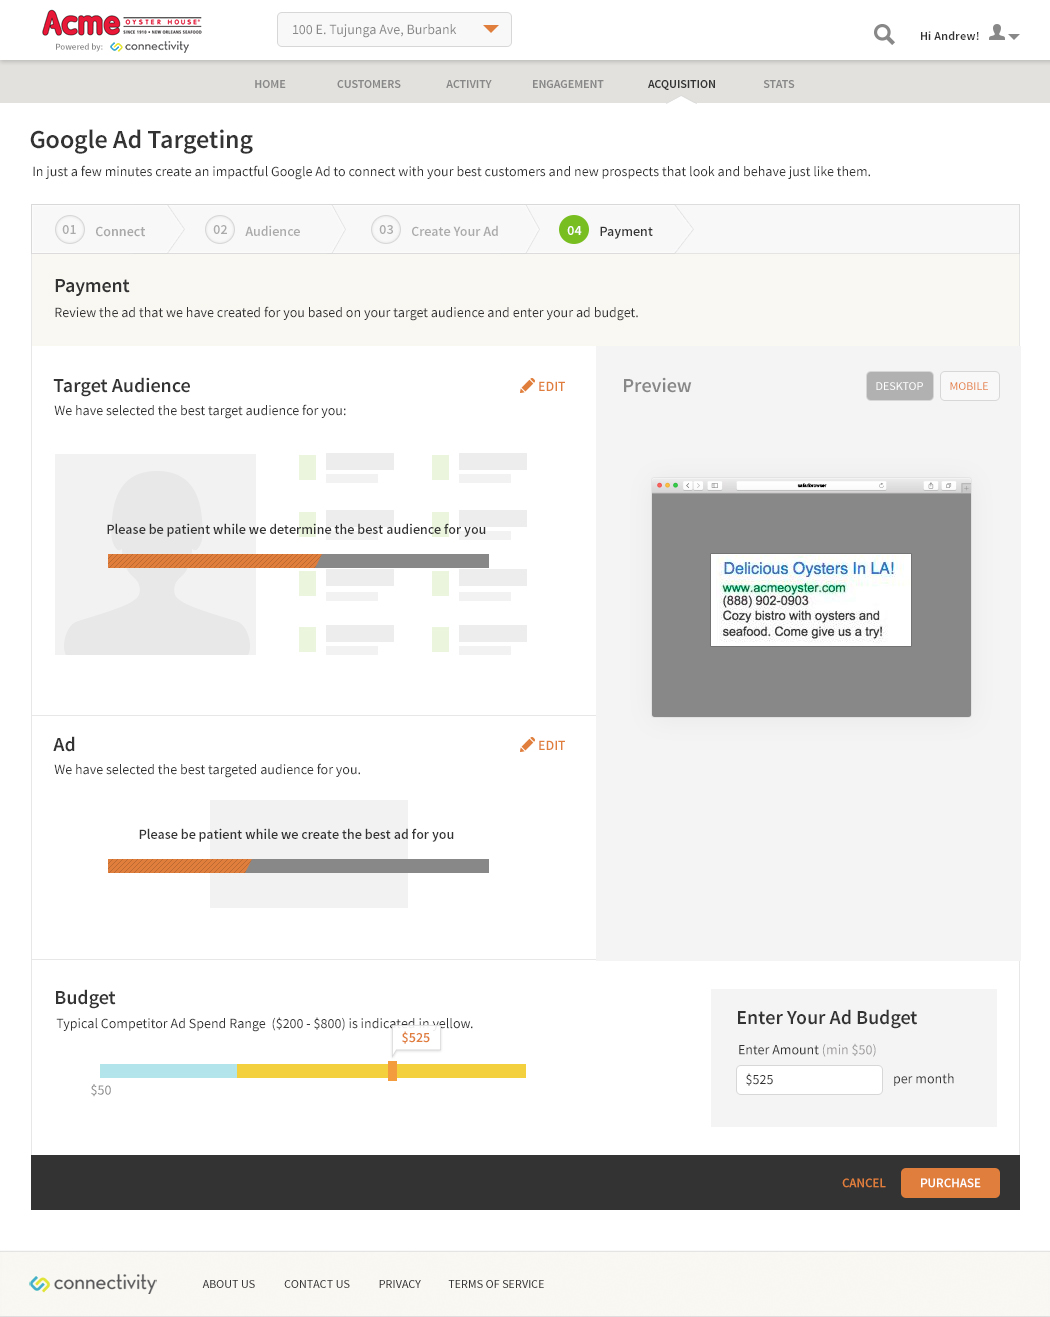 Acme OYSTER HOUSE
SINCE 1910 • NEW ORLEANS SEAFOOD
Powered by: connectivity
100 E. Tujunga Ave, Burbank
Hi Andrew!
HOME CUSTOMERS ACTIVITY ENGAGEMENT ACQUISITION STATS
Google Ad Targeting
In just a few minutes create an impactful Google Ad to connect with your best customers and new prospects that look and behave just like them.
01 Connect 02 Audience 03 Create Your Ad 04 Payment
Payment
Review the ad that we have created for you based on your target audience and enter your ad budget.
Target Audience
EDIT
We have selected the best target audience for you:
Please be patient while we determine the best audience for you
Preview
DESKTOP MOBILE
Delicious Oysters In LA!
www.acmeoyster.com
(888) 902-0903
Cozy bistro with oysters and
seafood. Come give us a try!
Ad
EDIT
We have selected the best targeted audience for you.
Please be patient while we create the best ad for you
Budget
Typical Competitor Ad Spend Range ($200 - $800) is indicated in yellow.
$525
$50
Enter Your Ad Budget
Enter Amount (min $50)
$525 per month
CANCEL PURCHASE
connectivity ABOUT US CONTACT US PRIVACY TERMS OF SERVICE